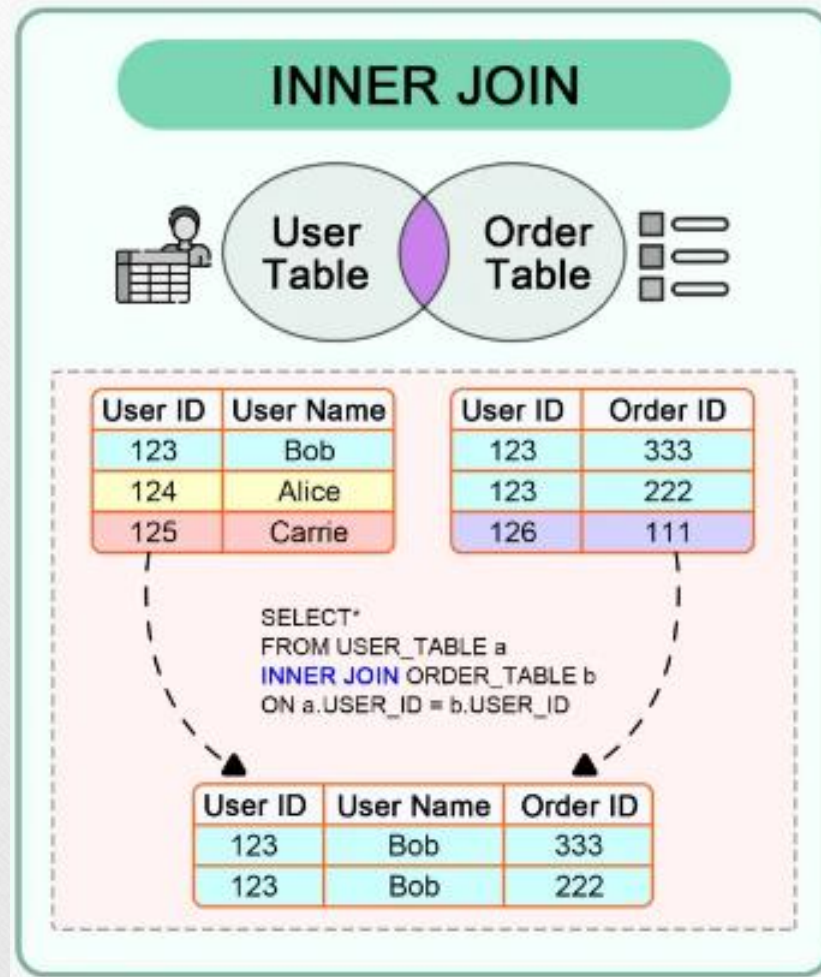 INNER JOIN
User
Table
Order
Table
User ID User Name
123 Bob
124 Alice
125 Carrie
User ID Order ID
123 333
123 222
126 111
SELECT*
FROM USER_TABLE a
INNER JOIN ORDER_TABLE b
ON a.USER_ID = b.USER_ID
User ID User Name Order ID
123 Bob 333
123 Bob 222